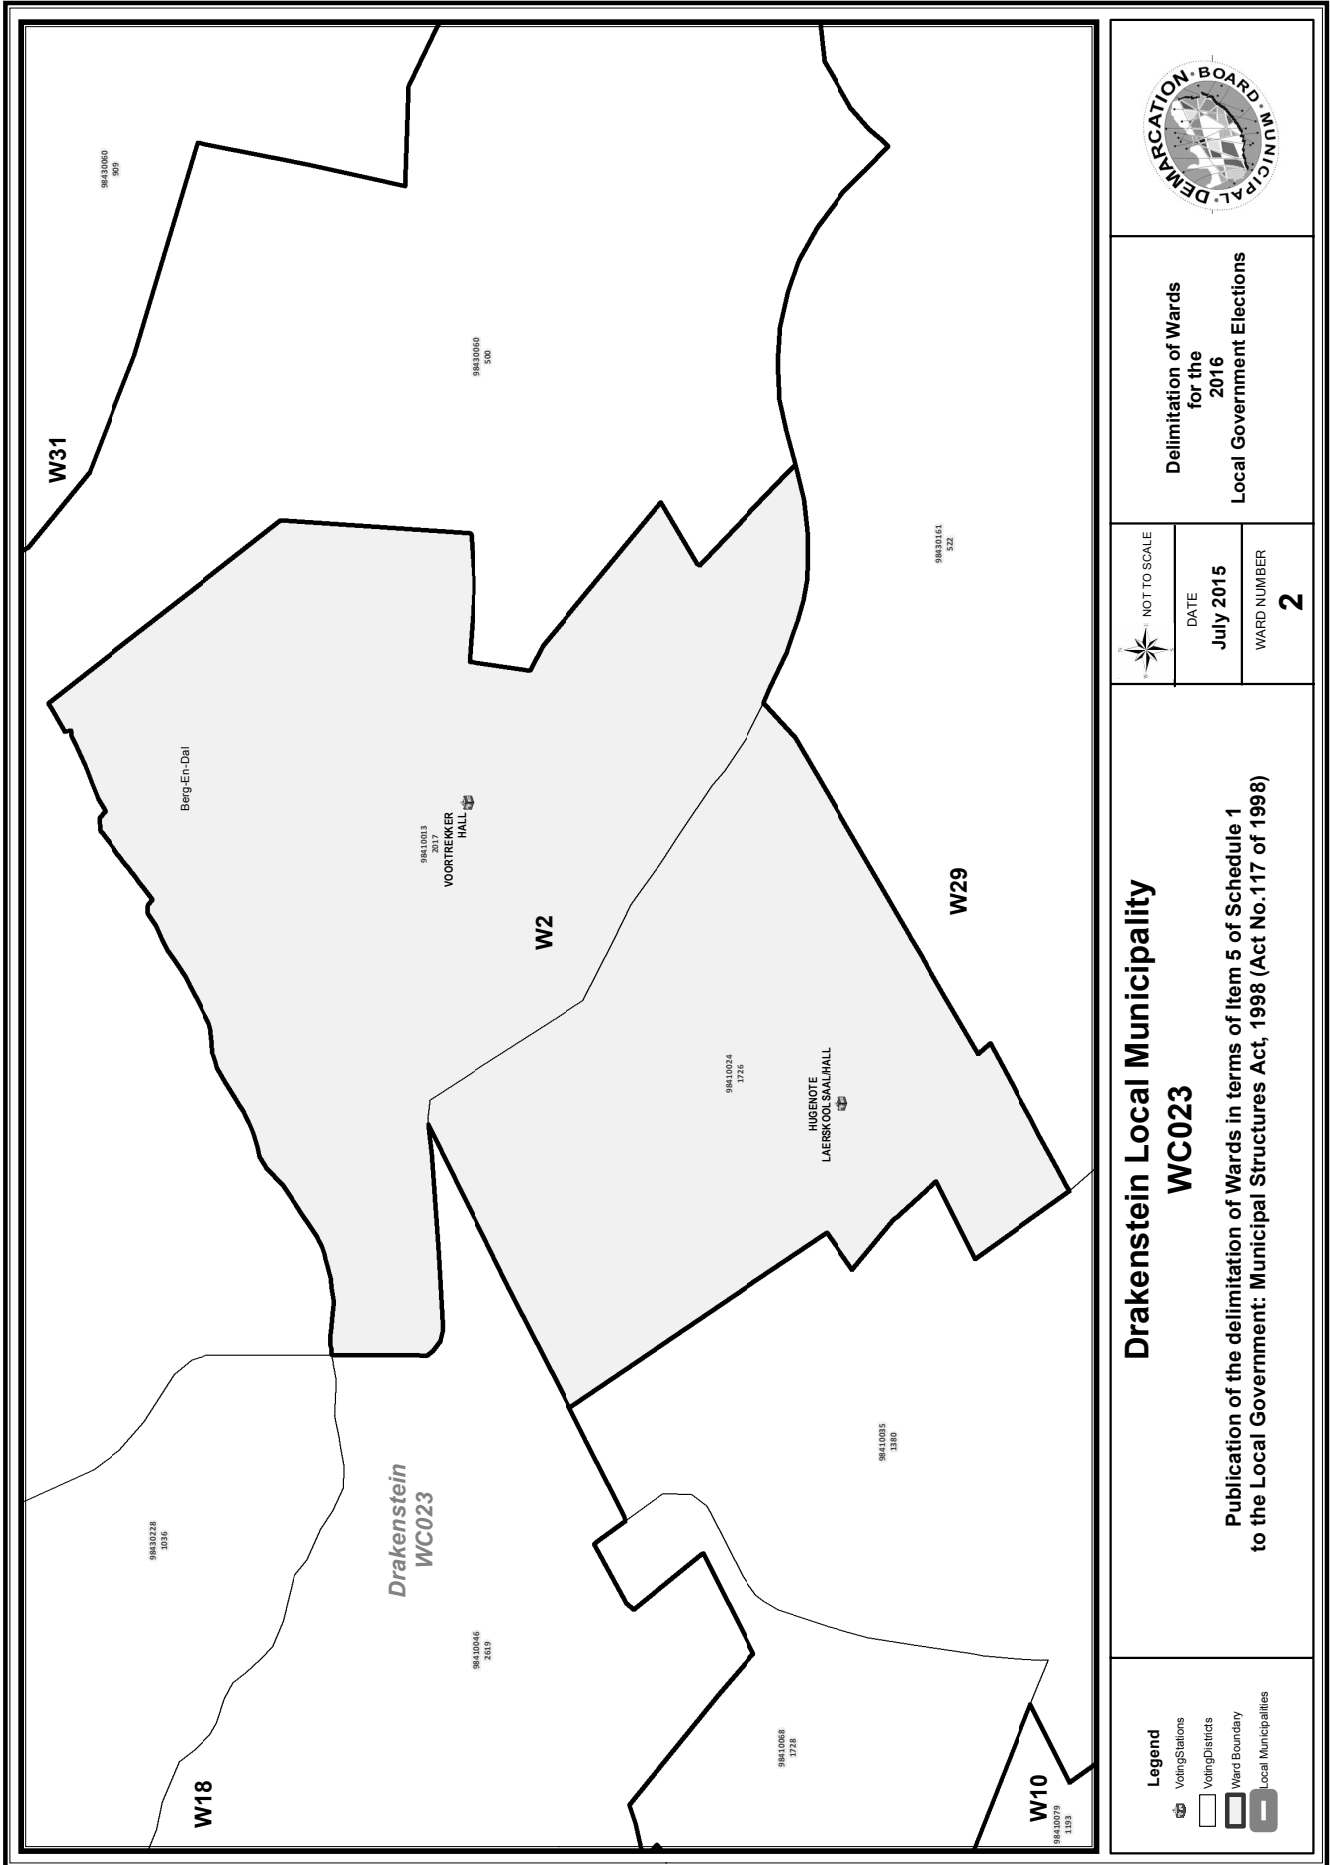 98430060
909
W31
98430060
500
Berg-En-Dal
98410013
2017
VOORTREKKER
HALL
W2
98430161
522
W29
98410024
1726
HUGENOTE
LAERSKOOL SAAL/HALL
98430228
1036
Drakenstein
WC023
98410046
2619
98410035
1380
W18
98410068
1728
W10
98410079
1193
Legend
VotingStations
VotingDistricts
Ward Boundary
Local Municipalities
Drakenstein Local Municipality
WC023
Publication of the delimitation of Wards in terms of Item 5 of Schedule 1
to the Local Government: Municipal Structures Act, 1998 (Act No.117 of 1998)
N
W
E
S
NOT TO SCALE
DATE
July 2015
WARD NUMBER
2
Delimitation of Wards
for the
2016
Local Government Elections
MUNICIPAL • DEMARCATION • BOARD •